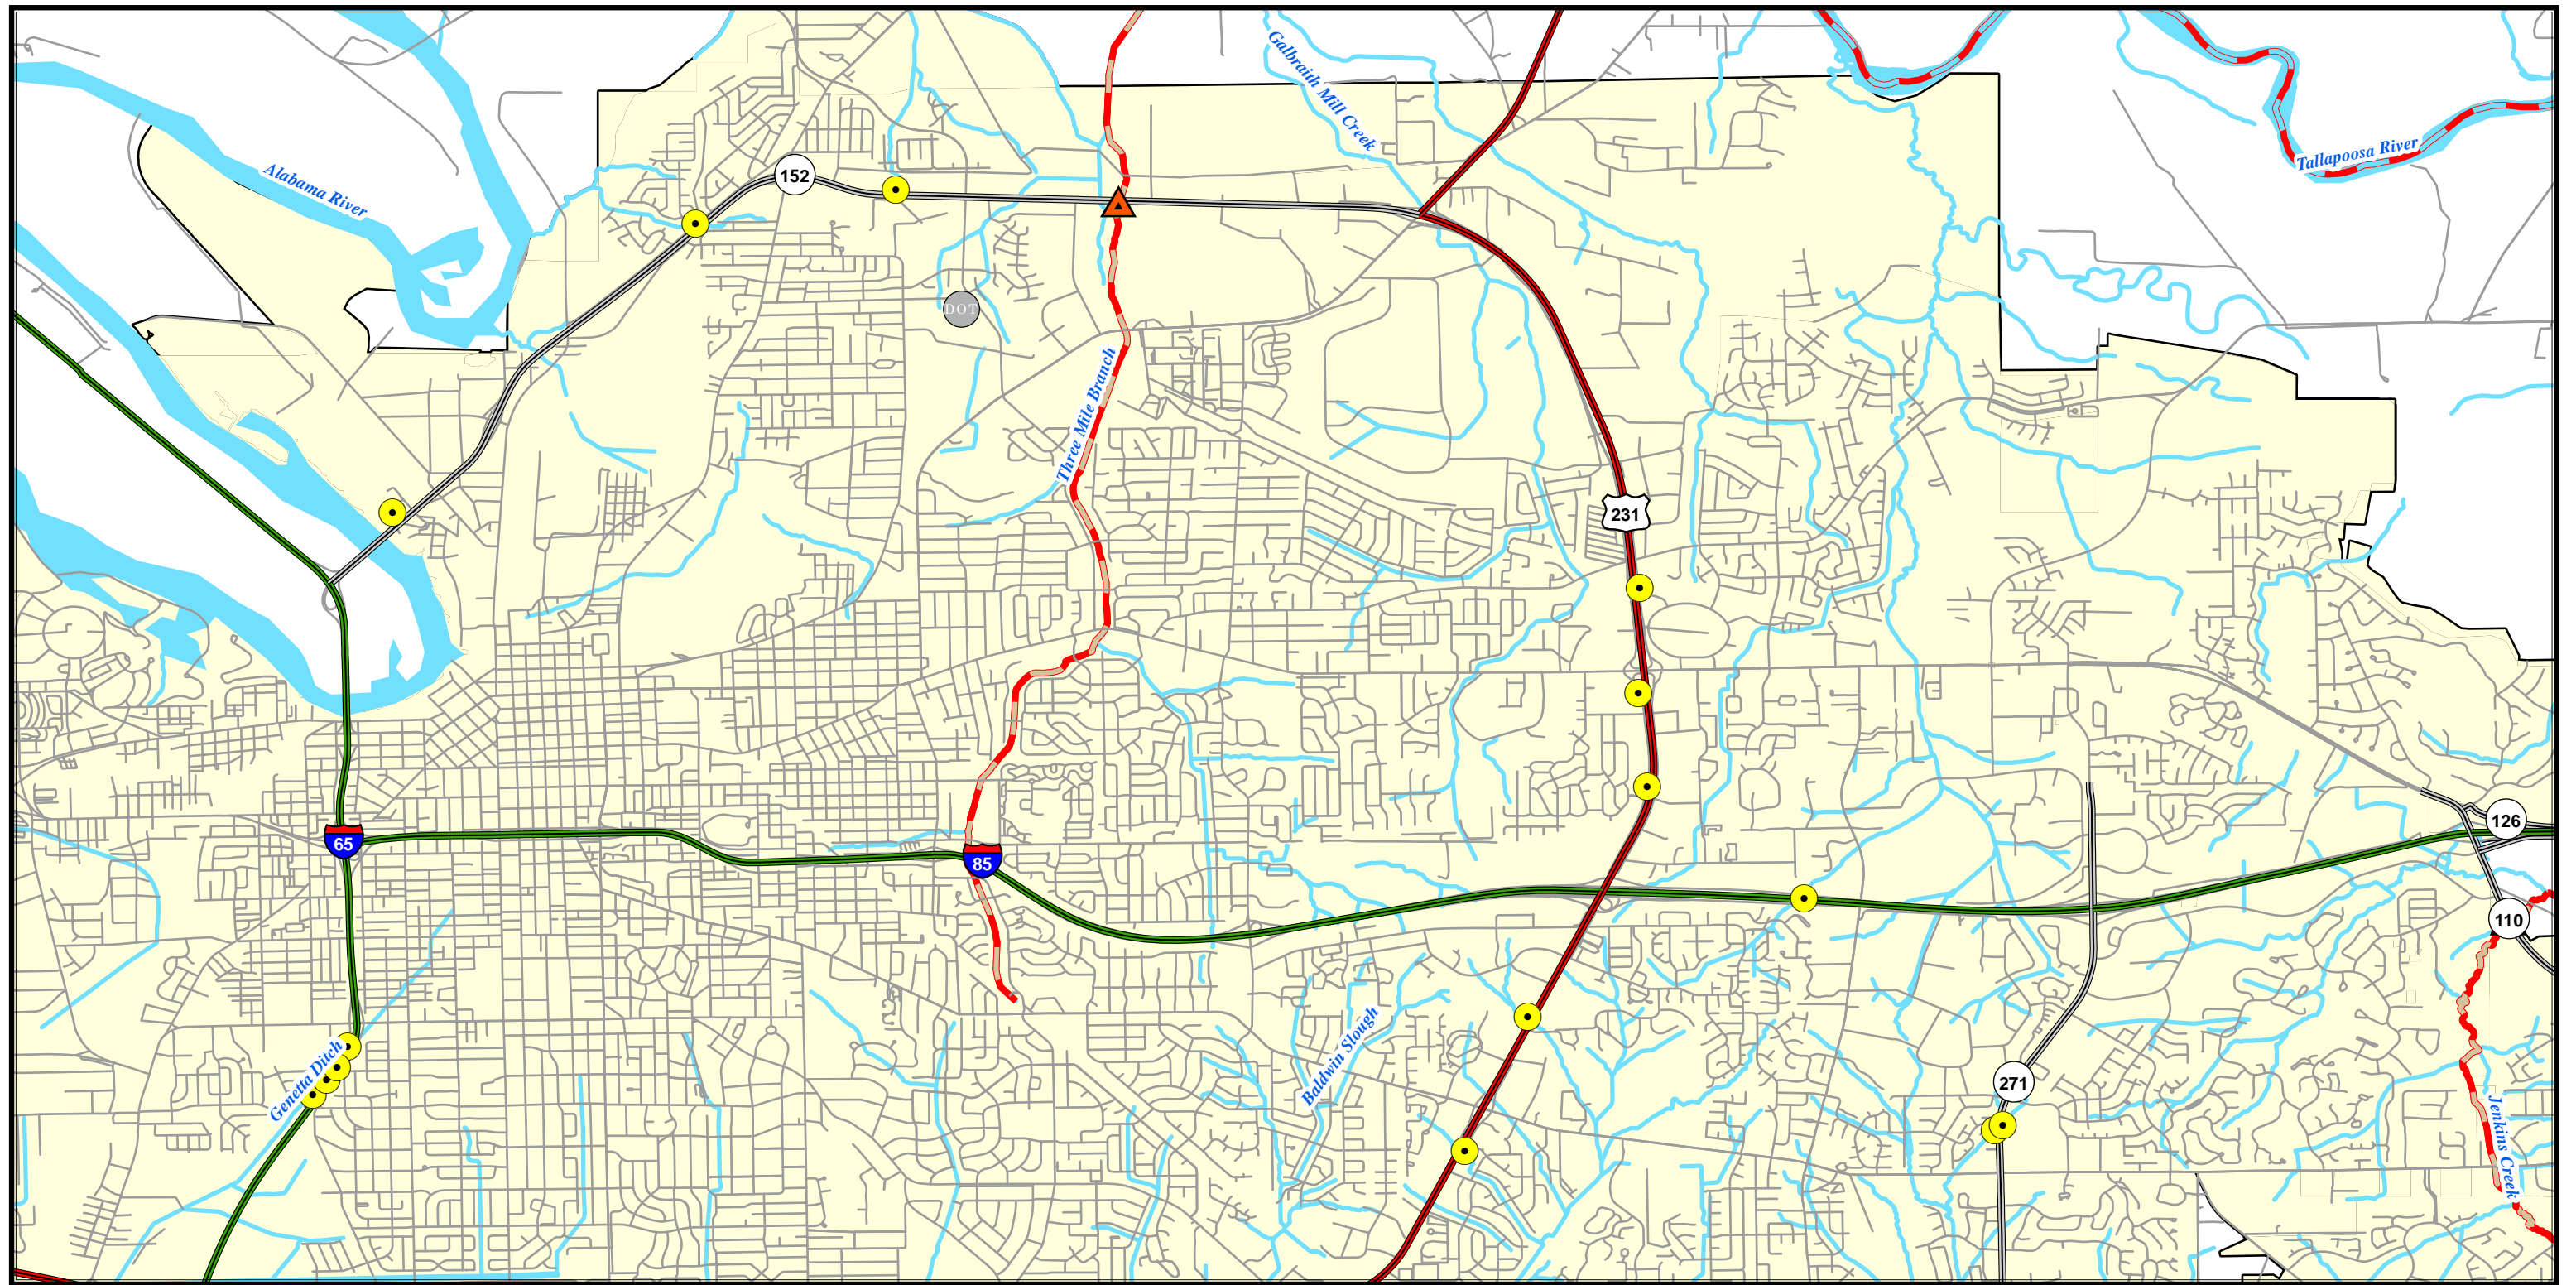 Galbraith Mill Creek
Tallapoosa River
Alabama River
152
DOT
Three Mile Branch
231
126
65
85
110
Baldwin Slough
Genetta Ditch
271
Jenkins Creek